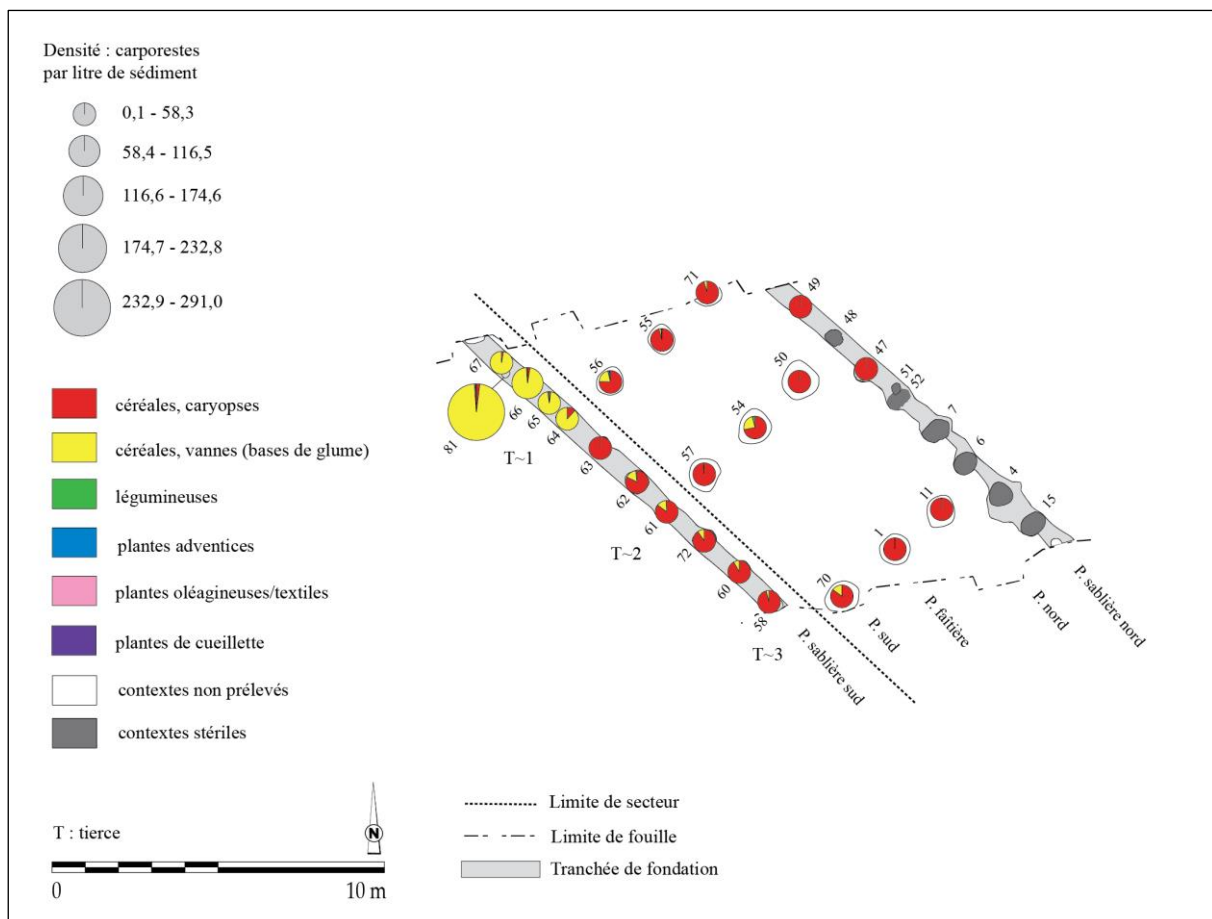 Densité : carporestes
par litre de sédiment
0,1 - 58,3
58,4 - 116,5
116,6 - 174,6
174,7 - 232,8
232,9 - 291,0
céréales, caryopses
céréales, vannes (bases de glume)
légumineuses
plantes adventices
plantes oléagineuses/textiles
plantes de cueillette
contextes non prélevés
contextes stériles
T : tierce
N
0
10 m
71
49
48
55
47
56
50
51
52
67
54
7
66
65
6
81
64
57
4
T~1
63
11
15
62
1
61
T~2
72
70
60
58
T~3
P. sablière sud
P. sud
P. faîtière
P. nord
P. sablière nord
Limite de secteur
Limite de fouille
Tranchée de fondation